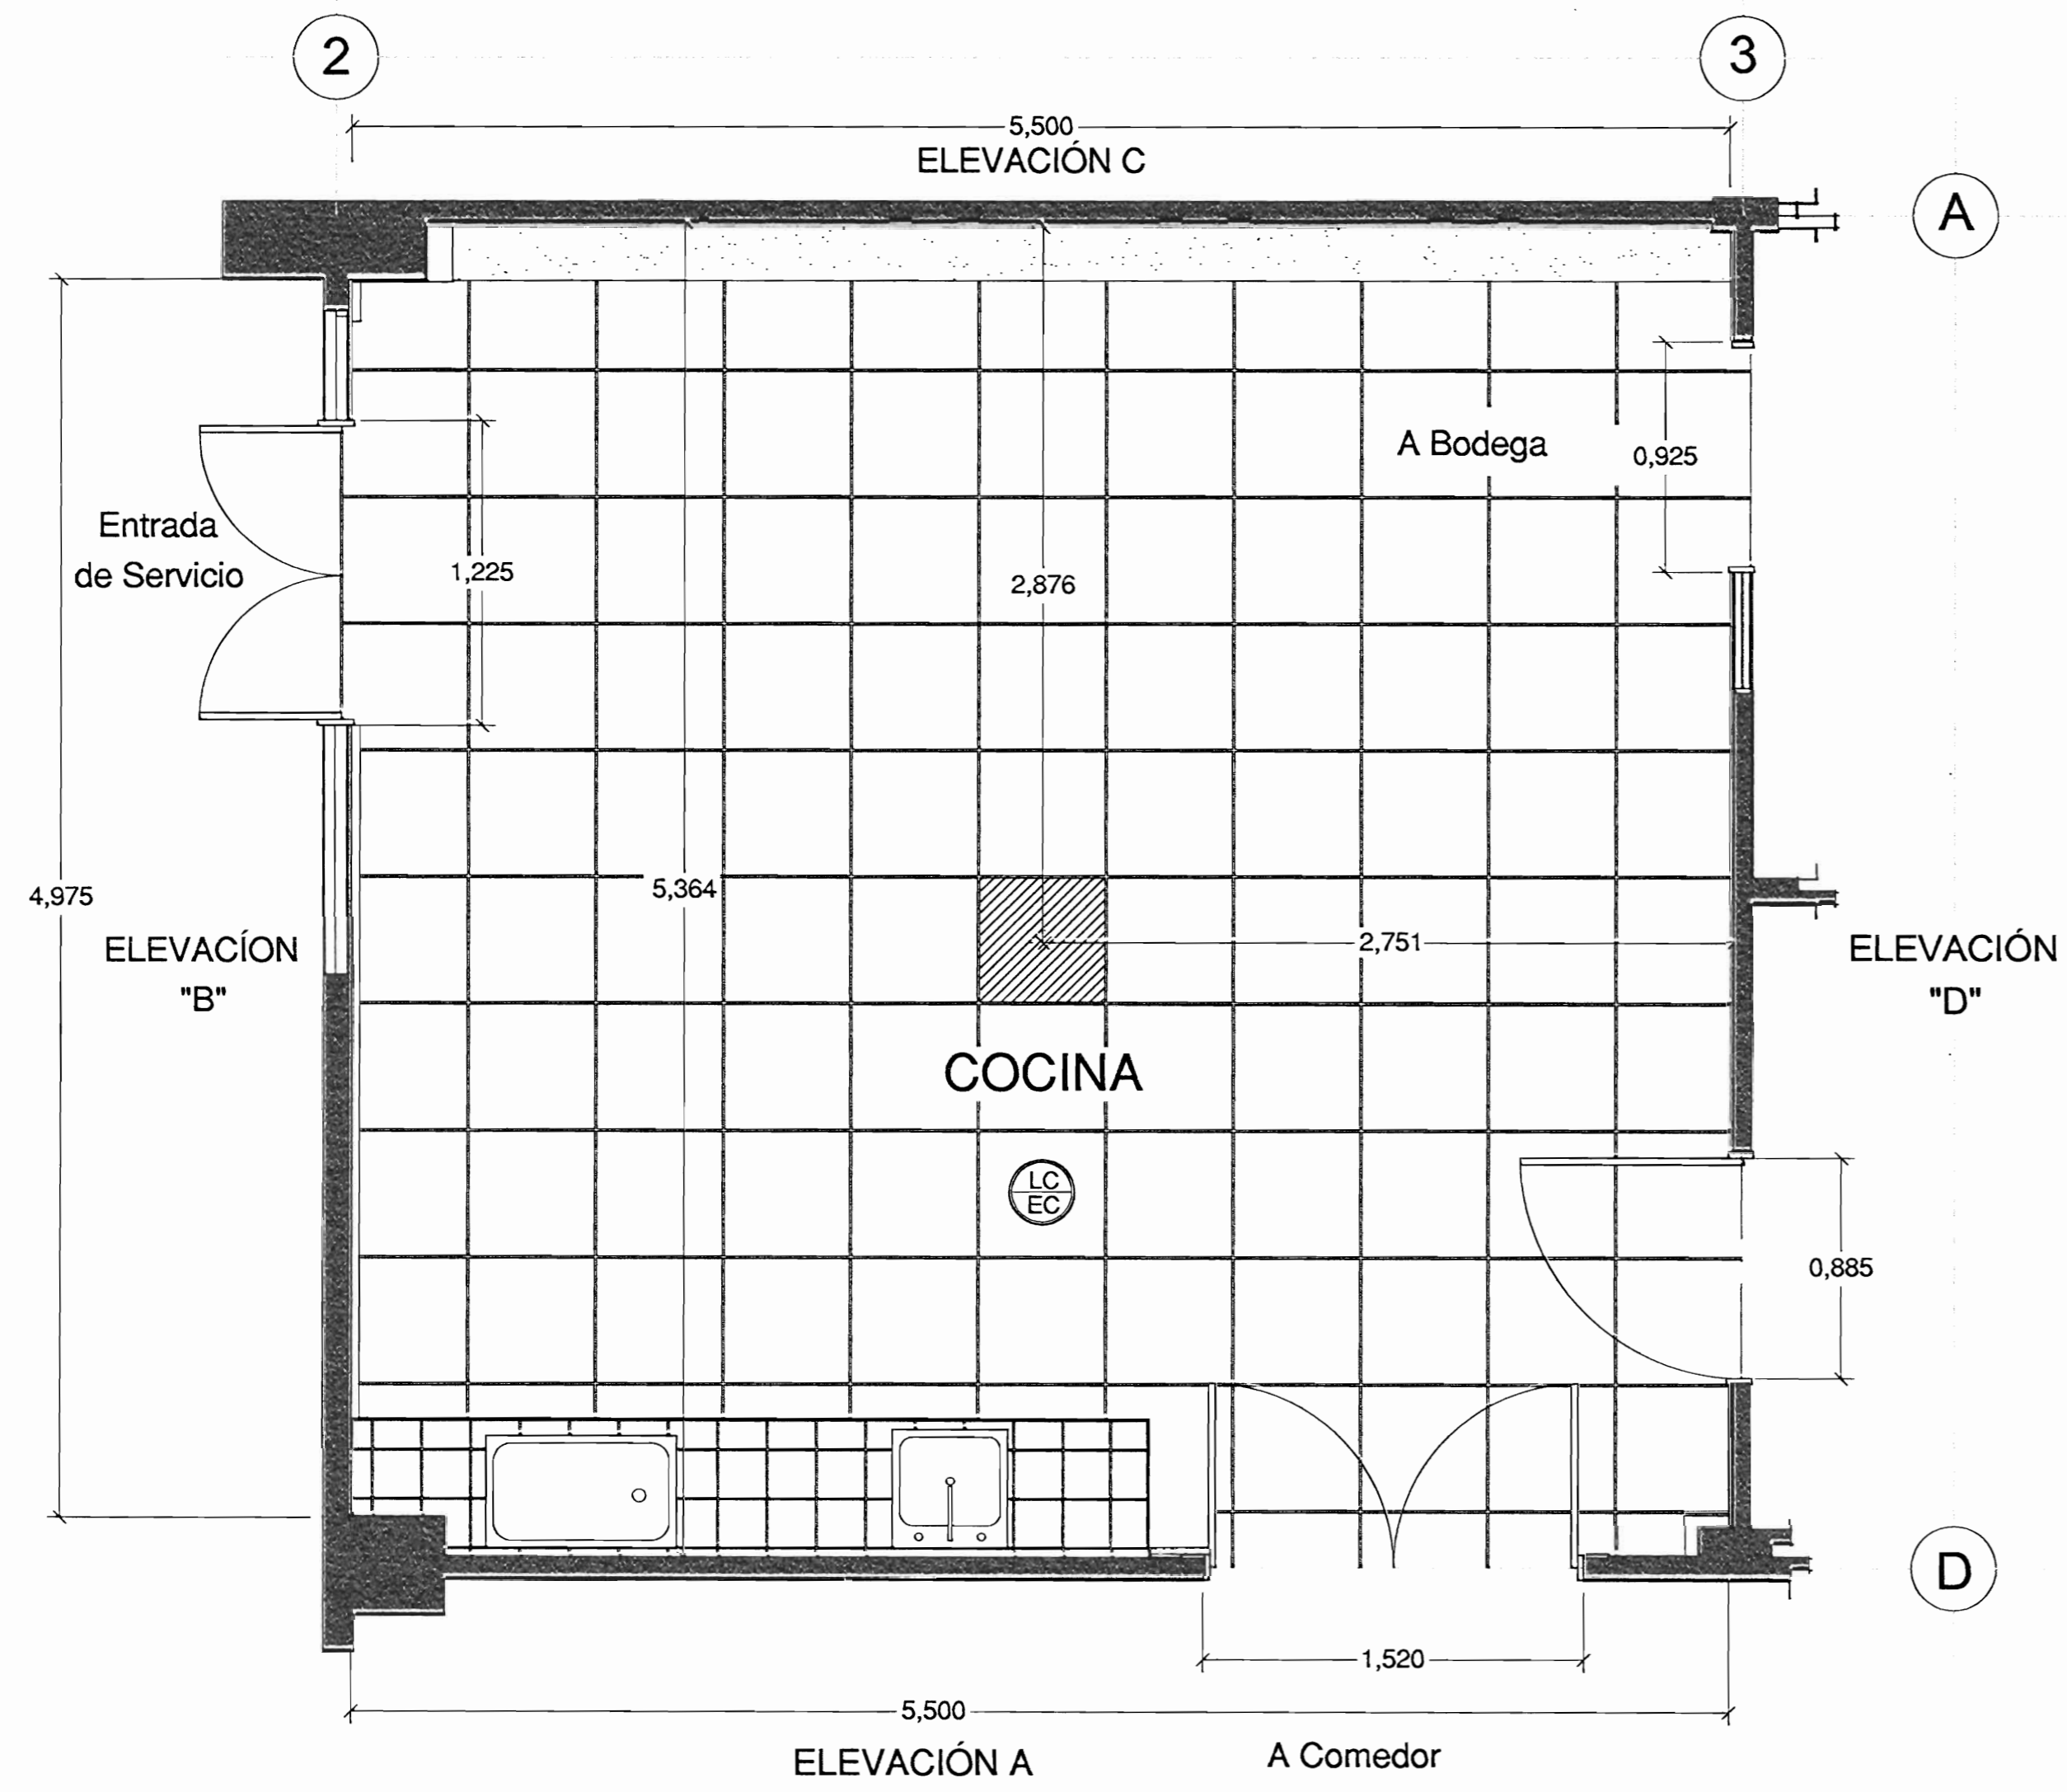 2
3
5,500
ELEVACIÓN C
A
A Bodega
0,925
Entrada
de Servicio
1,225
2,876
4,975
5,364
ELEVACÍON
"B"
2,751
ELEVACIÓN
"D"
COCINA
LC
EC
0,885
D
1,520
5,500
ELEVACIÓN A
A Comedor